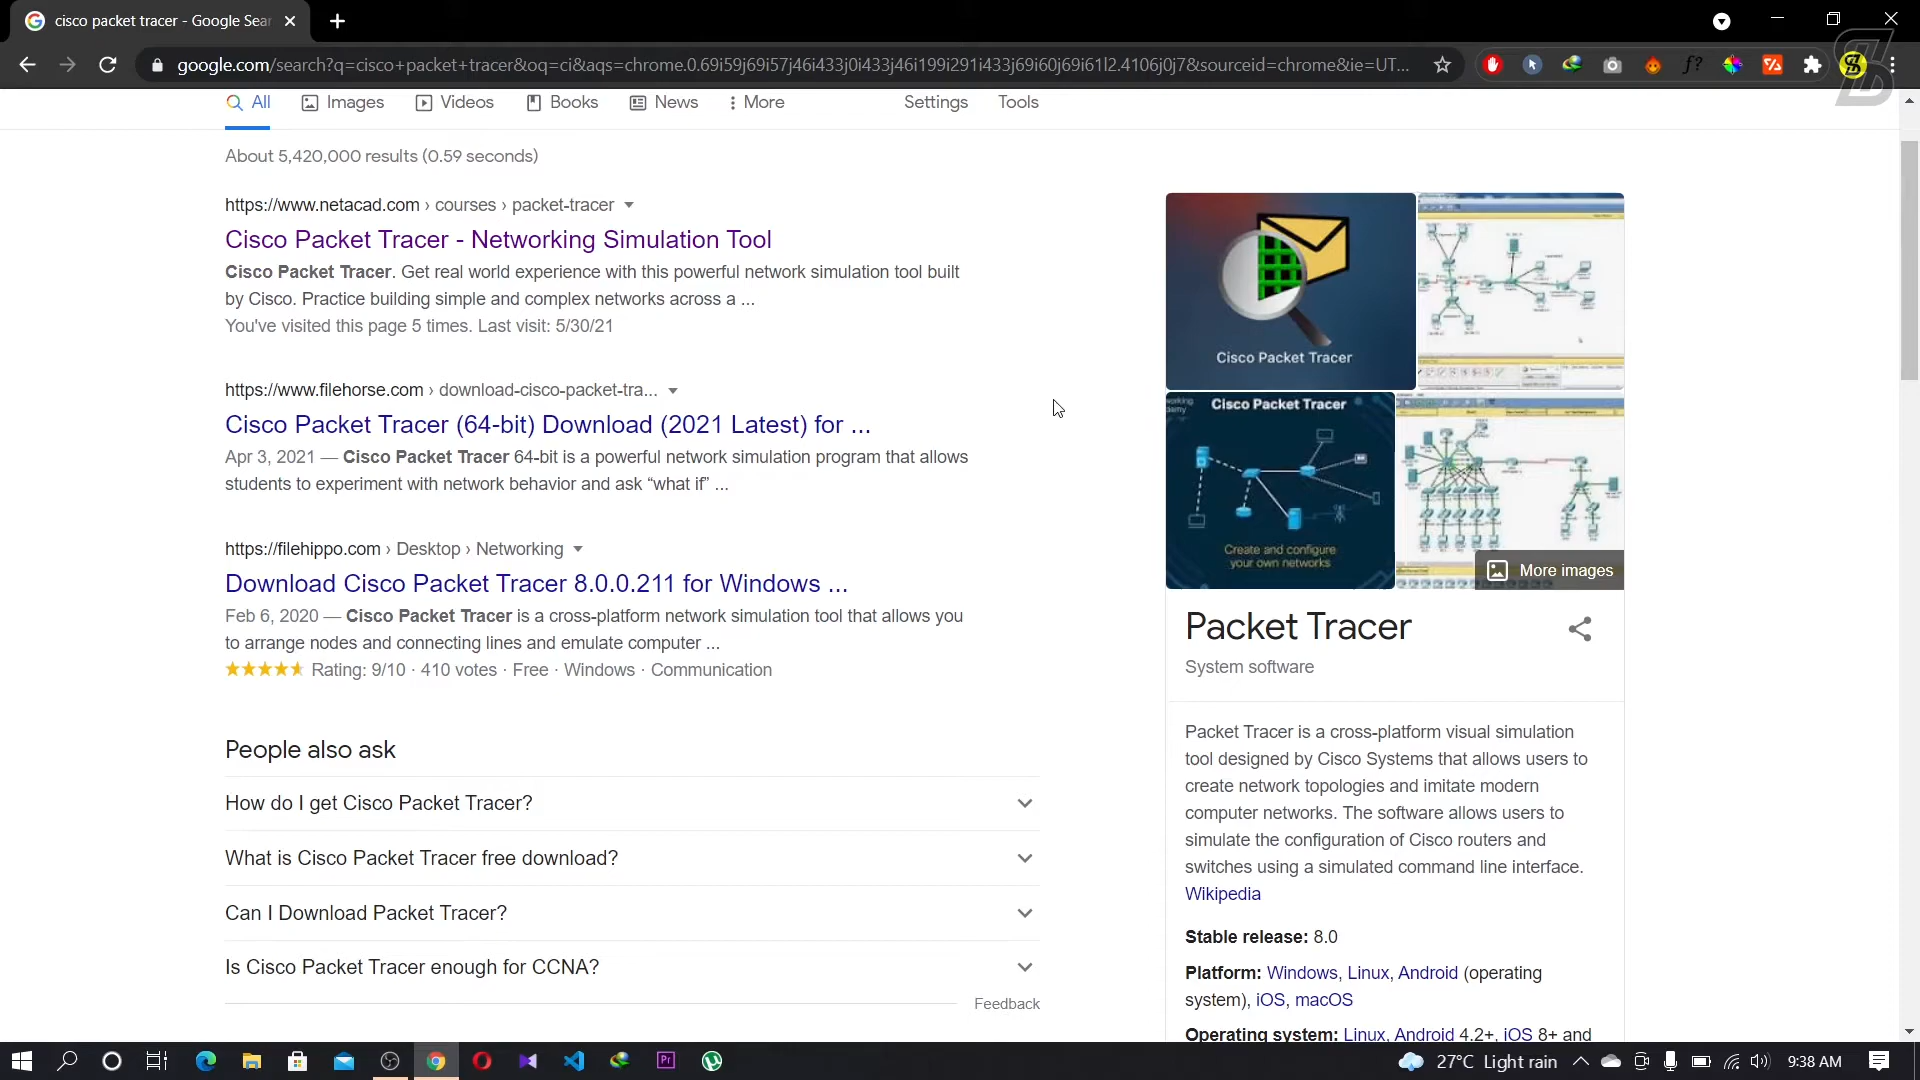 cisco packet tracer - Google Sear
google.com/search?q=cisco+packet+tracer&oq=ci&aqs=chrome.0.69i59j69i57j46i433j0i433j46i199i291i433j69i60j69i61l2.4106j0j7&sourceid=chrome&ie=UT...
All Images Videos Books News More Settings Tools
About 5,420,000 results (0.59 seconds)
https://www.netacad.com › courses › packet-tracer
Cisco Packet Tracer - Networking Simulation Tool
Cisco Packet Tracer. Get real world experience with this powerful network simulation tool built
by Cisco. Practice building simple and complex networks across a ...
You've visited this page 5 times. Last visit: 5/30/21
https://www.filehorse.com › download-cisco-packet-tra...
Cisco Packet Tracer (64-bit) Download (2021 Latest) for ...
Apr 3, 2021 — Cisco Packet Tracer 64-bit is a powerful network simulation program that allows
students to experiment with network behavior and ask “what if” ...
https://filehippo.com › Desktop › Networking
Download Cisco Packet Tracer 8.0.0.211 for Windows ...
Feb 6, 2020 — Cisco Packet Tracer is a cross-platform network simulation tool that allows you
to arrange nodes and connecting lines and emulate computer ...
Rating: 9/10 · 410 votes · Free · Windows · Communication
People also ask
How do I get Cisco Packet Tracer?
What is Cisco Packet Tracer free download?
Can I Download Packet Tracer?
Is Cisco Packet Tracer enough for CCNA?
Feedback
Cisco Packet Tracer
Cisco Packet Tracer
Create and configure
your own networks
More images
Packet Tracer
System software
Packet Tracer is a cross-platform visual simulation
tool designed by Cisco Systems that allows users to
create network topologies and imitate modern
computer networks. The software allows users to
simulate the configuration of Cisco routers and
switches using a simulated command line interface.
Wikipedia
Stable release: 8.0
Platform: Windows, Linux, Android (operating
system), iOS, macOS
Operating system: Linux, Android 4.2+, iOS 8+ and
27°C Light rain 9:38 AM